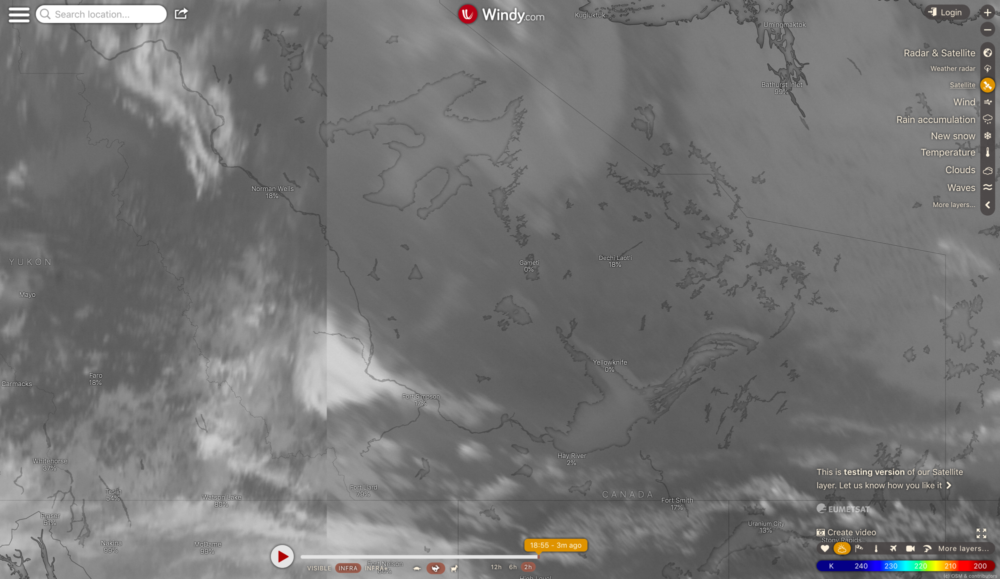 Search location...
Windy.com
Login
Kugluktuk
Umingmaktok
Radar & Satellite
Weather radar
Satellite
Wind
Rain accumulation
New snow
Temperature
Clouds
Waves
More layers...
Bathurst Inlet
99%
Norman Wells
18%
YUKON
Gameti
0%
Dechi Laot'i
18%
Mayo
Yellowknife
0%
Faro
18%
Carmacks
Fort Simpson
17%
Hay River
2%
Whitehorse
37%
This is testing version of our Satellite
layer. Let us know how you like it
Fort Liard
79%
Teslin
54%
Watson Lake
80%
CANADA
Fort Smith
17%
EUMETSAT
Fraser
51%
Uranium City
13%
Create video
Stony Rapids
Nakina
99%
McDame
99%
18:55 - 3m ago
More layers...
Fort Nelson
80%
VISIBLE INFRA INFRA+
12h 6h 2h
K 240 230 220 210 200
High Level
(c) OSM & contributors